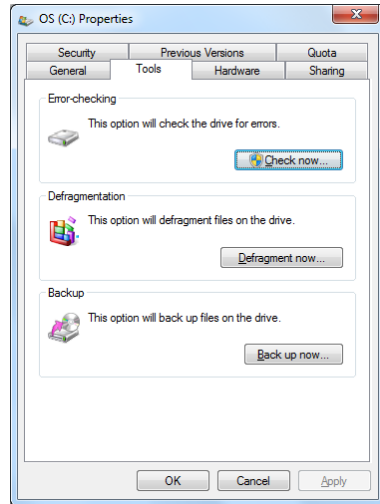 OS (C:) Properties
Security Previous Versions Quota
General Tools Hardware Sharing
Error-checking
This option will check the drive for errors.
Check now...
Defragmentation
This option will defragment files on the drive.
Defragment now...
Backup
This option will back up files on the drive.
Back up now...
OK Cancel Apply